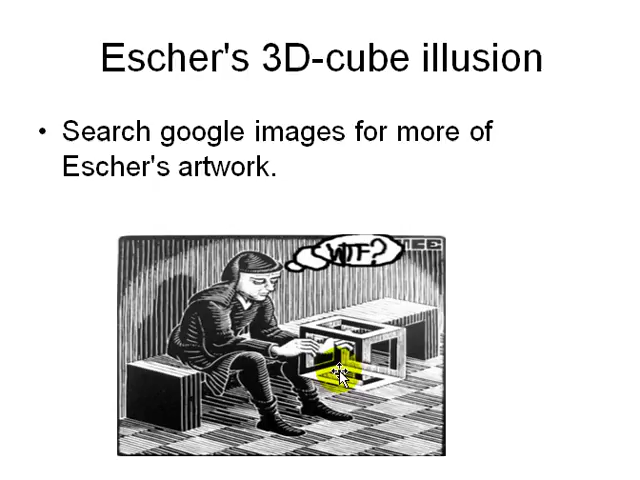 Escher's 3D-cube illusion
• Search google images for more of
Escher's artwork.
WTF?